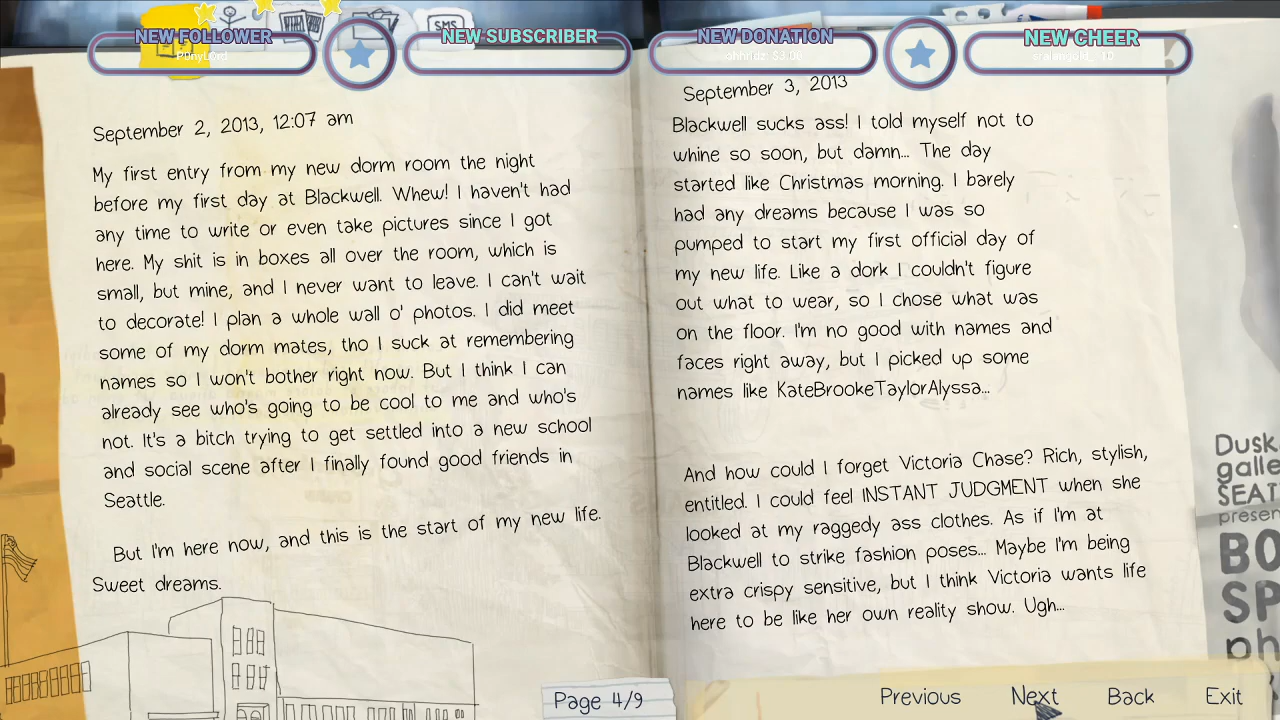 SMS
NEW FOLLOWER
NEW SUBSCRIBER
NEW DONATION
NEW CHEER
September 2, 2013, 12:07 am
My first entry from my new dorm room the night
before my first day at Blackwell. Whew! I haven't had
any time to write or even take pictures since I got
here. My shit is in boxes all over the room, which is
small, but mine, and I never want to leave. I can't wait
to decorate! I plan a whole wall o' photos. I did meet
some of my dorm mates, tho I suck at remembering
names so I won't bother right now. But I think I can
already see who's going to be cool to me and who's
not. It's a bitch trying to get settled into a new school
and social scene after I finally found good friends in
Seattle.
But I'm here now, and this is the start of my new life.
Sweet dreams.
September 3, 2013
Blackwell sucks ass! I told myself not to
whine so soon, but damn... The day
started like Christmas morning. I barely
had any dreams because I was so
pumped to start my first official day of
my new life. Like a dork I couldn't figure
out what to wear, so I chose what was
on the floor. I'm no good with names and
faces right away, but I picked up some
names like KateBrookeTaylorAlyssa...
And how could I forget Victoria Chase? Rich, stylish,
entitled. I could feel INSTANT JUDGMENT when she
looked at my raggedy ass clothes. As if I'm at
Blackwell to strike fashion poses... Maybe I'm being
extra crispy sensitive, but I think Victoria wants life
here to be like her own reality show. Ugh...
Dusk
galle
SEAT
presen
BO
SP
ph
Page 4/9
Previous Next Back Exit